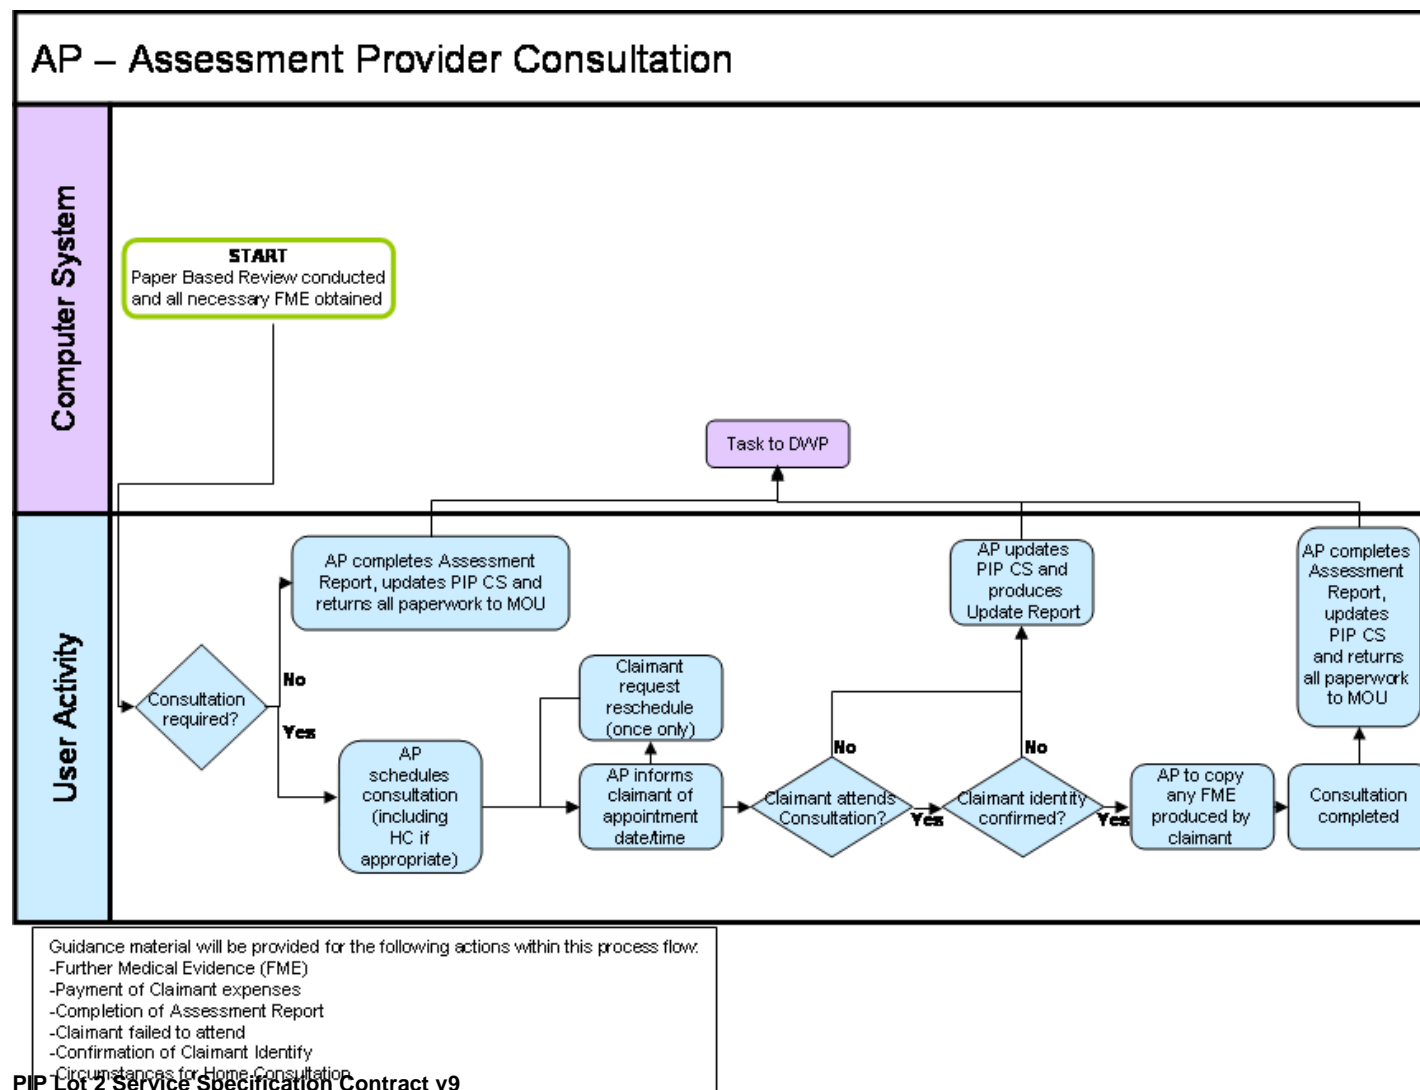 AP – Assessment Provider Consultation
Computer System
START
Paper Based Review conducted
and all necessary FME obtained
Task to DWP
User Activity
Consultation
required?
No
Yes
AP completes Assessment
Report, updates PIP CS and
returns all paperwork to MOU
AP
schedules
consultation
(including
HC if
appropriate)
Claimant
request
reschedule
(once only)
AP informs
claimant of
appointment
date/time
Claimant attends
Consultation?
No
Yes
AP updates
PIP CS and
produces
Update Report
Claimant identity
confirmed?
No
Yes
AP to copy
any FME
produced by
claimant
Consultation
completed
AP completes
Assessment
Report,
updates
PIP CS
and returns
all paperwork
to MOU
Guidance material will be provided for the following actions within this process flow:
-Further Medical Evidence (FME)
-Payment of Claimant expenses
-Completion of Assessment Report
-Claimant failed to attend
-Confirmation of Claimant Identify
-Circumstances for Home Consultation
PIP Lot 2 Service Specification Contract v9